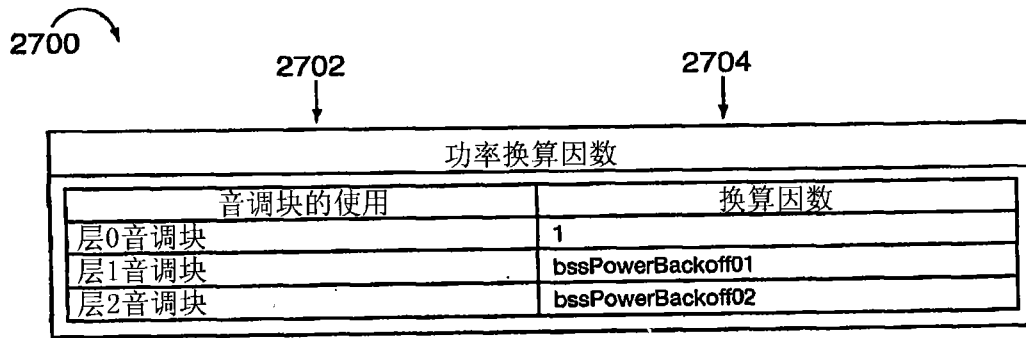 2700
2702 2704
功率换算因数
音调块的使用 换算因数
层0音调块 1
层1音调块 bssPowerBackoff01
层2音调块 bssPowerBackoff02